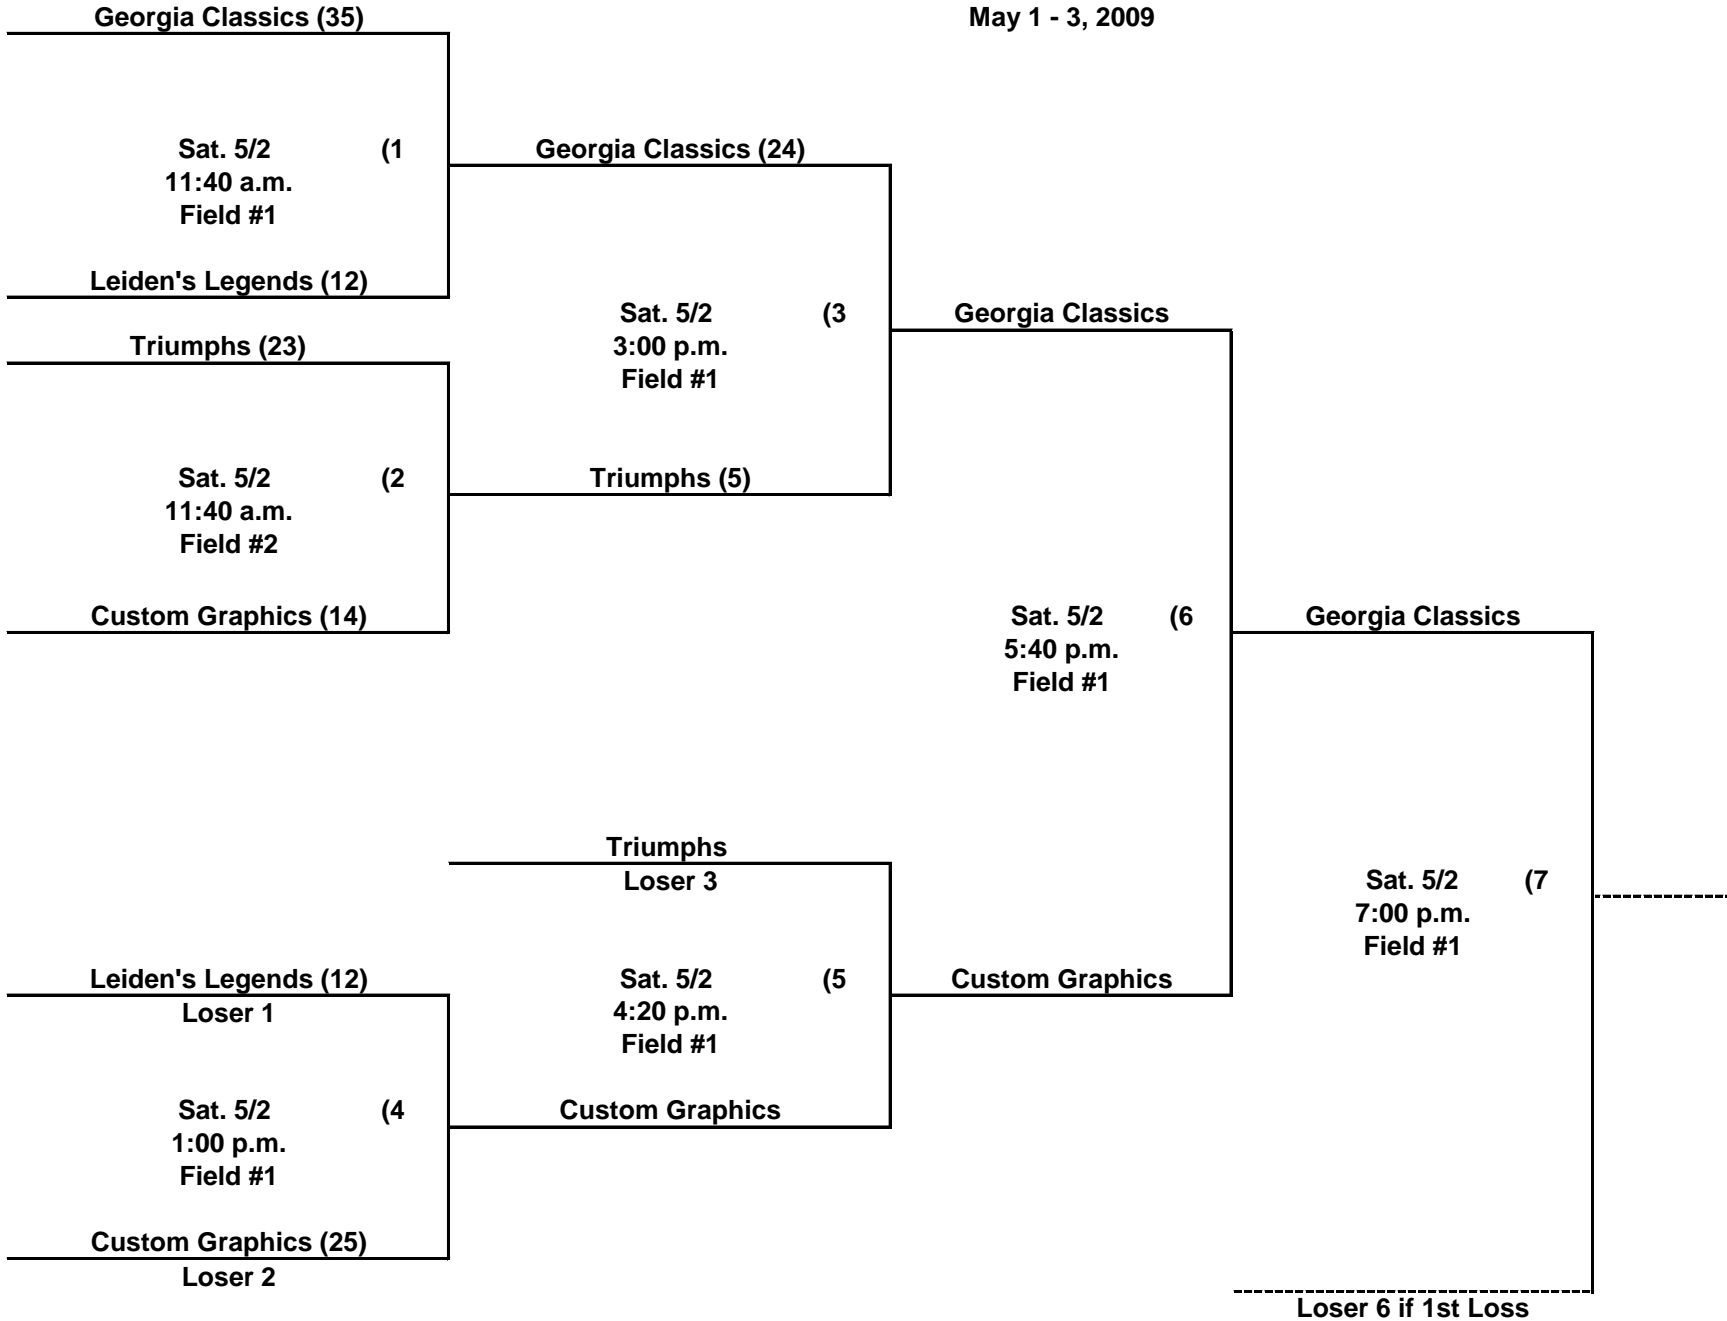 Georgia Classics (35)
May 1 - 3, 2009
Sat. 5/2 (1
11:40 a.m.
Field #1
Georgia Classics (24)
Leiden's Legends (12)
Triumphs (23)
Sat. 5/2 (3
3:00 p.m.
Field #1
Georgia Classics
Sat. 5/2 (2
11:40 a.m.
Field #2
Triumphs (5)
Custom Graphics (14)
Sat. 5/2 (6
5:40 p.m.
Field #1
Georgia Classics
Triumphs
Loser 3
Sat. 5/2 (7
7:00 p.m.
Field #1
Leiden's Legends (12)
Loser 1
Sat. 5/2 (5
4:20 p.m.
Field #1
Custom Graphics
Sat. 5/2 (4
1:00 p.m.
Field #1
Custom Graphics
Custom Graphics (25)
Loser 2
Loser 6 if 1st Loss